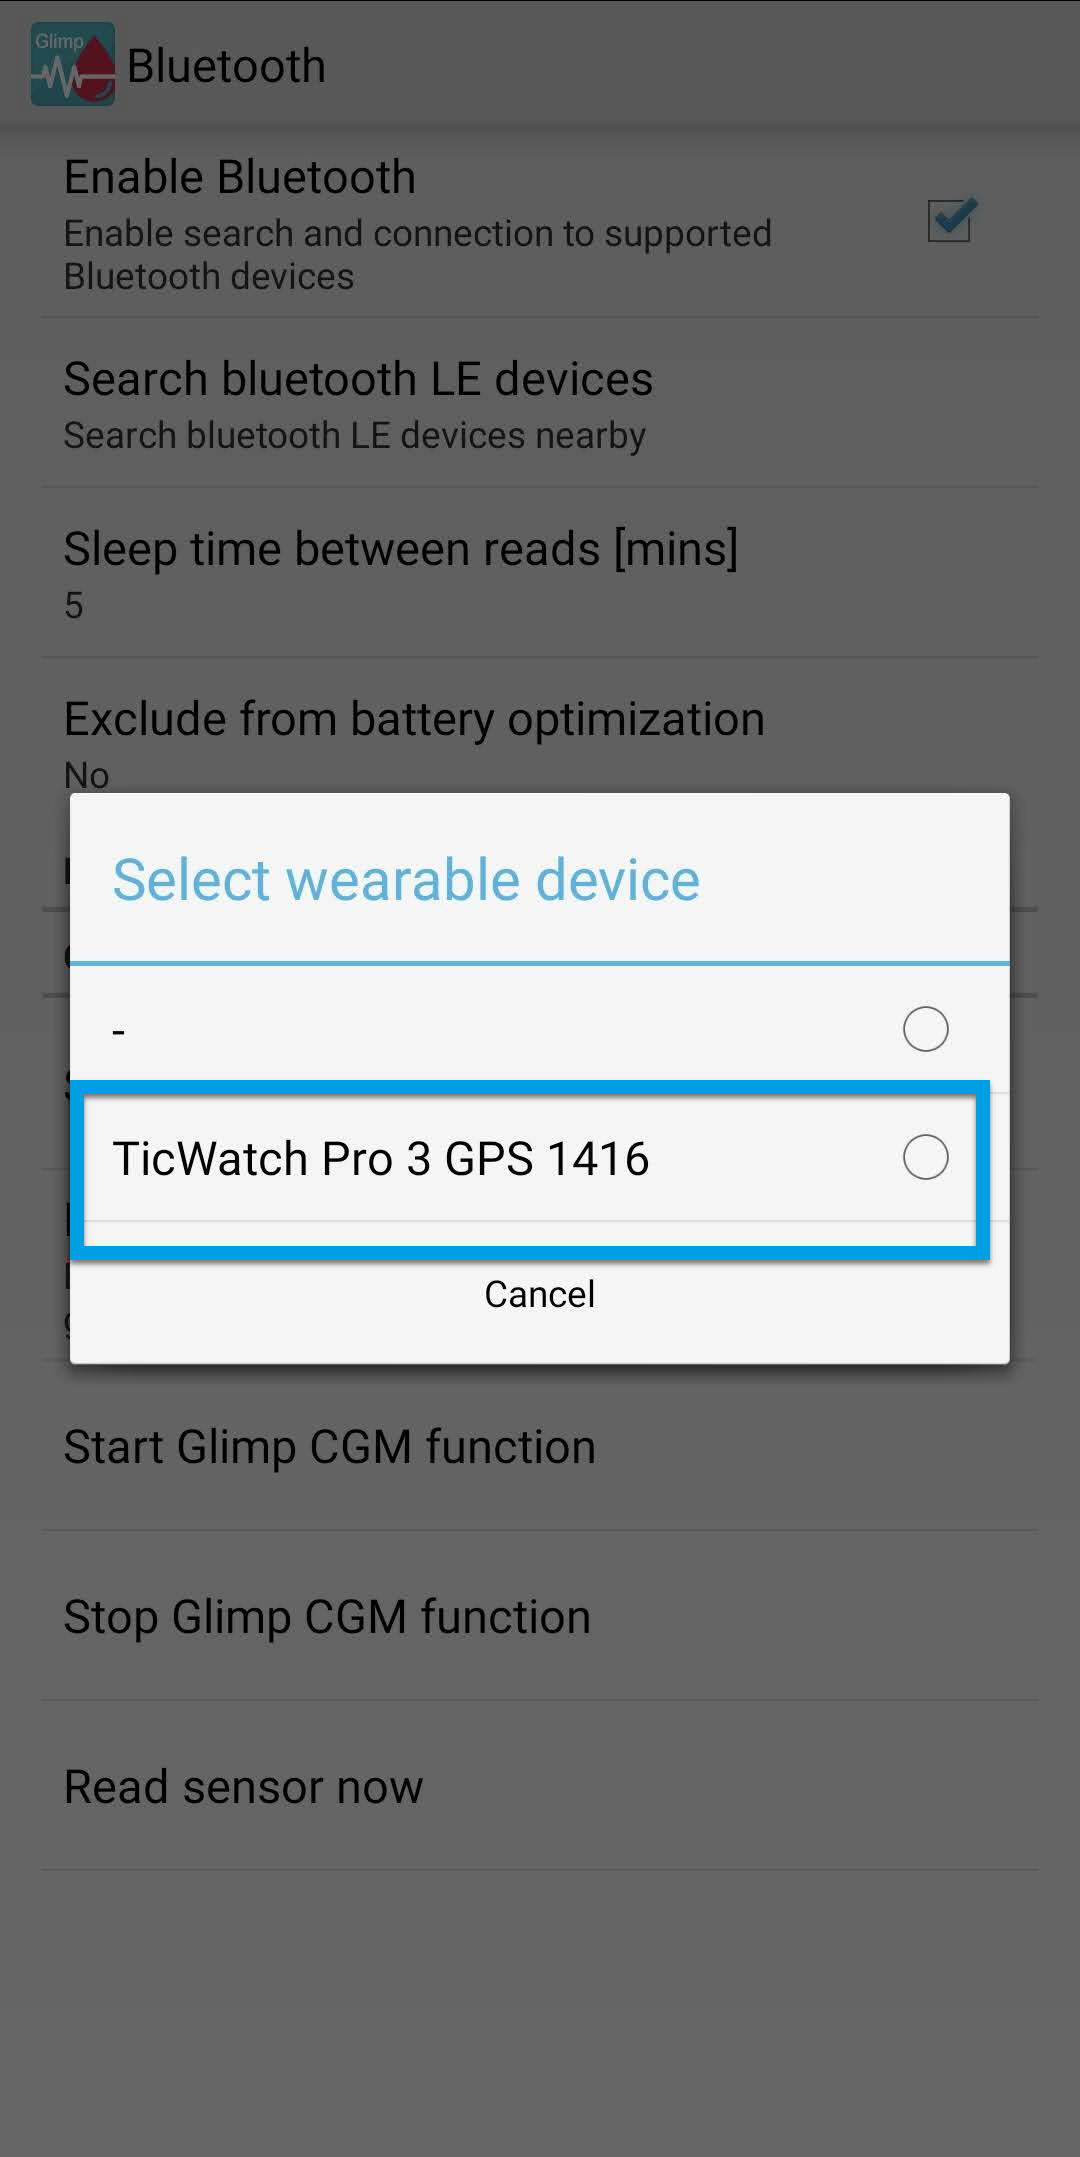 Glimp
Bluetooth
Enable Bluetooth
Enable search and connection to supported
Bluetooth devices
Search bluetooth LE devices
Search bluetooth LE devices nearby
Sleep time between reads [mins]
5
Exclude from battery optimization
No
Select wearable device
-
TicWatch Pro 3 GPS 1416
Cancel
Start Glimp CGM function
Stop Glimp CGM function
Read sensor now